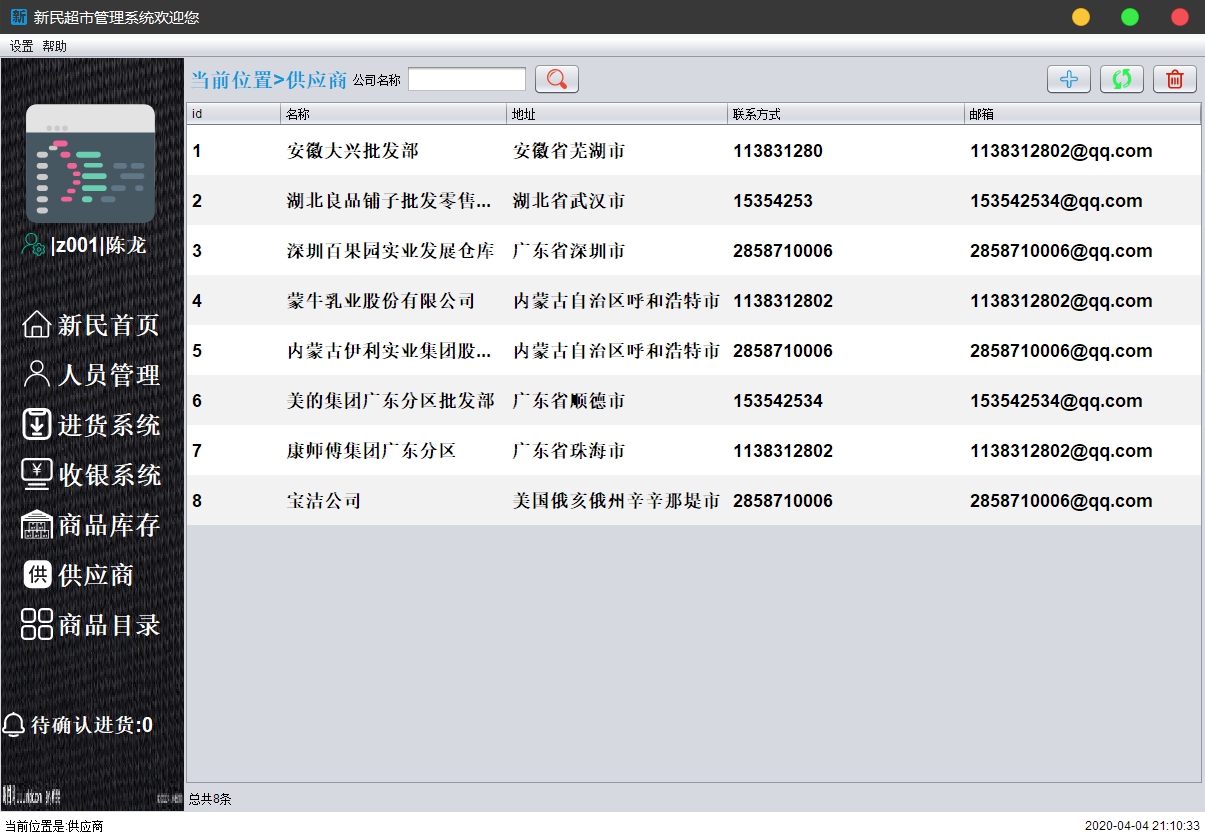 新 新民超市管理系统欢迎您
设置 帮助
当前位置>供应商 公司名称
id 名称 地址 联系方式 邮箱
1 安徽大兴批发部 安徽省芜湖市 113831280 1138312802@qq.com
2 湖北良品铺子批发零售... 湖北省武汉市 15354253 153542534@qq.com
3 深圳百果园实业发展仓库 广东省深圳市 2858710006 2858710006@qq.com
4 蒙牛乳业股份有限公司 内蒙古自治区呼和浩特市 1138312802 1138312802@qq.com
5 内蒙古伊利实业集团股... 内蒙古自治区呼和浩特市 2858710006 2858710006@qq.com
6 美的集团广东分区批发部 广东省顺德市 153542534 153542534@qq.com
7 康师傅集团广东分区 广东省珠海市 1138312802 1138312802@qq.com
8 宝洁公司 美国俄亥俄州辛辛那堤市 2858710006 2858710006@qq.com
|z001|陈龙
新民首页
人员管理
进货系统
¥ 收银系统
商品库存
供 供应商
商品目录
待确认进货:0
总共8条
当前位置是:供应商
2020-04-04 21:10:33